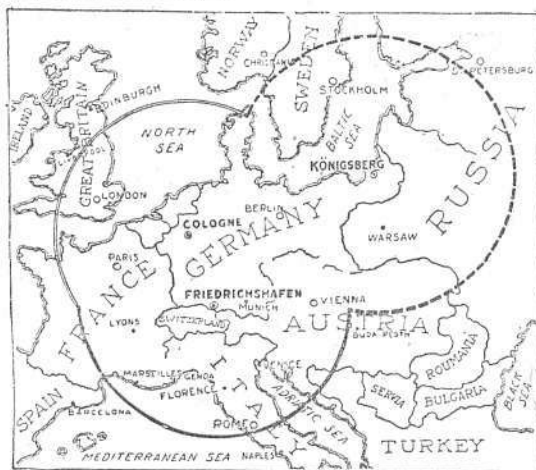 NORWAY
SWEDEN
CHRISTIANIA
ST. PETERSBURG
STOCKHOLM
EDINBURGH
IRELAND
GREAT BRITAIN
NORTH SEA
BALTIC SEA
KÖNIGSBERG
RUSSIA
LIVERPOOL
LONDON
BERLIN
COLOGNE
GERMANY
WARSAW
PARIS
FRANCE
FRIEDRICHSHAFEN
MUNICH
VIENNA
SWITZERLAND
AUSTRIA
LYONS
BUDA PESTH
ROUMANIA
MARSEILLES
GENOA
VENICE
ITALY
FLORENCE
ADRIATIC SEA
SERVIA
BULGARIA
BLACK SEA
SPAIN
BARCELONA
ROME
NAPLES
MEDITERRANEAN SEA
TURKEY